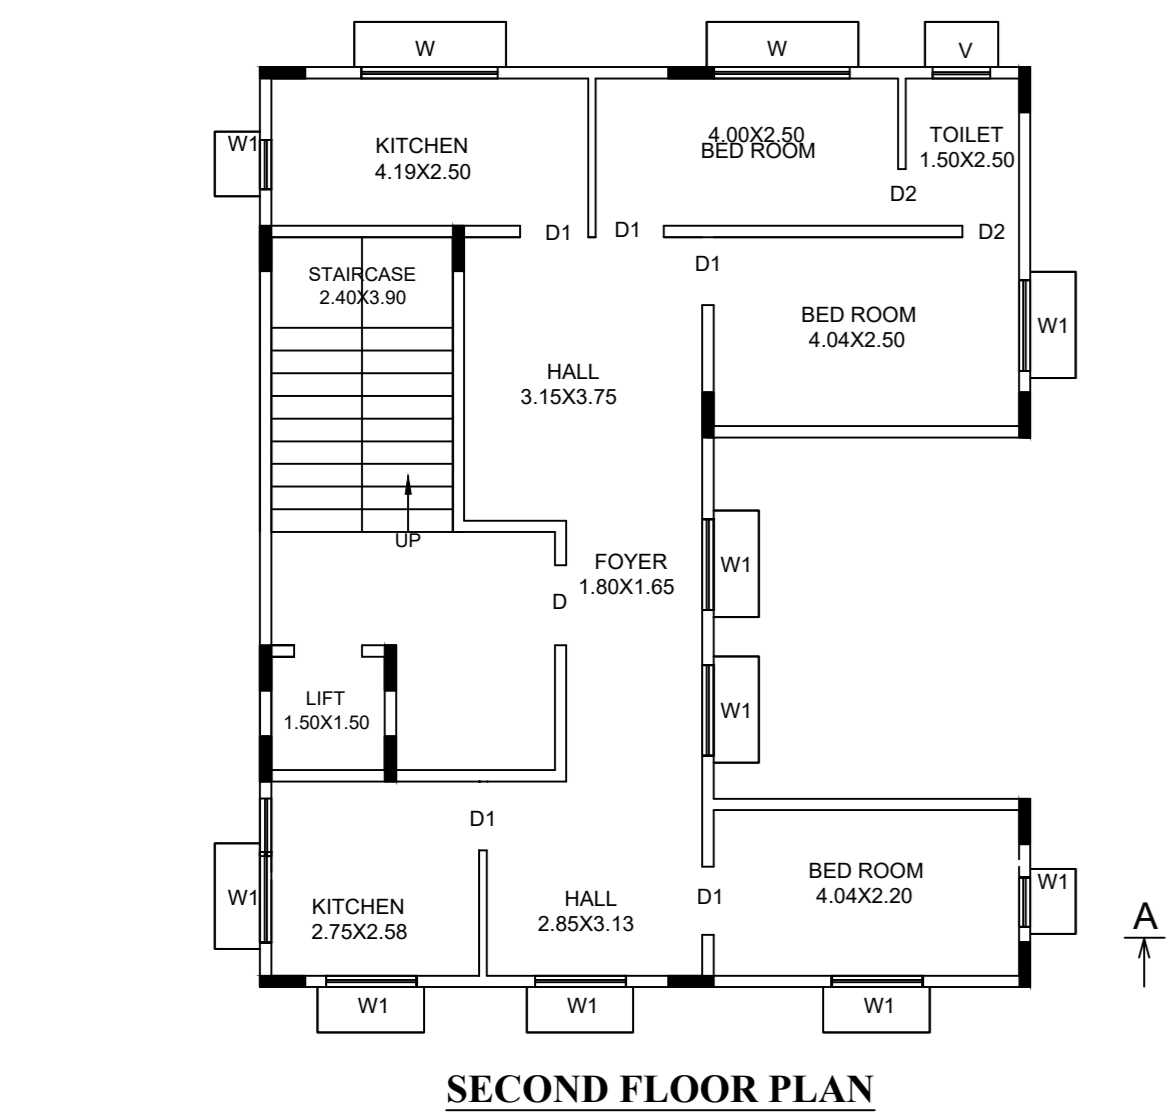 W
W
V
W1
KITCHEN
4.19X2.50
4.00X2.50
BED ROOM
TOILET
1.50X2.50
D2
D1
D1
D2
D1
STAIRCASE
2.40X3.90
BED ROOM
4.04X2.50
W1
HALL
3.15X3.75
UP
FOYER
1.80X1.65
W1
D
LIFT
1.50X1.50
W1
D1
BED ROOM
4.04X2.20
W1
W1
KITCHEN
2.75X2.58
HALL
2.85X3.13
D1
A
W1
W1
W1
SECOND FLOOR PLAN